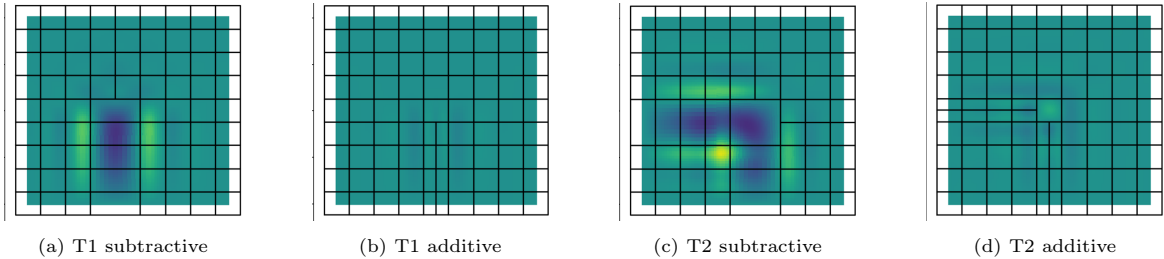 (a) T1 subtractive
(b) T1 additive
(c) T2 subtractive
(d) T2 additive